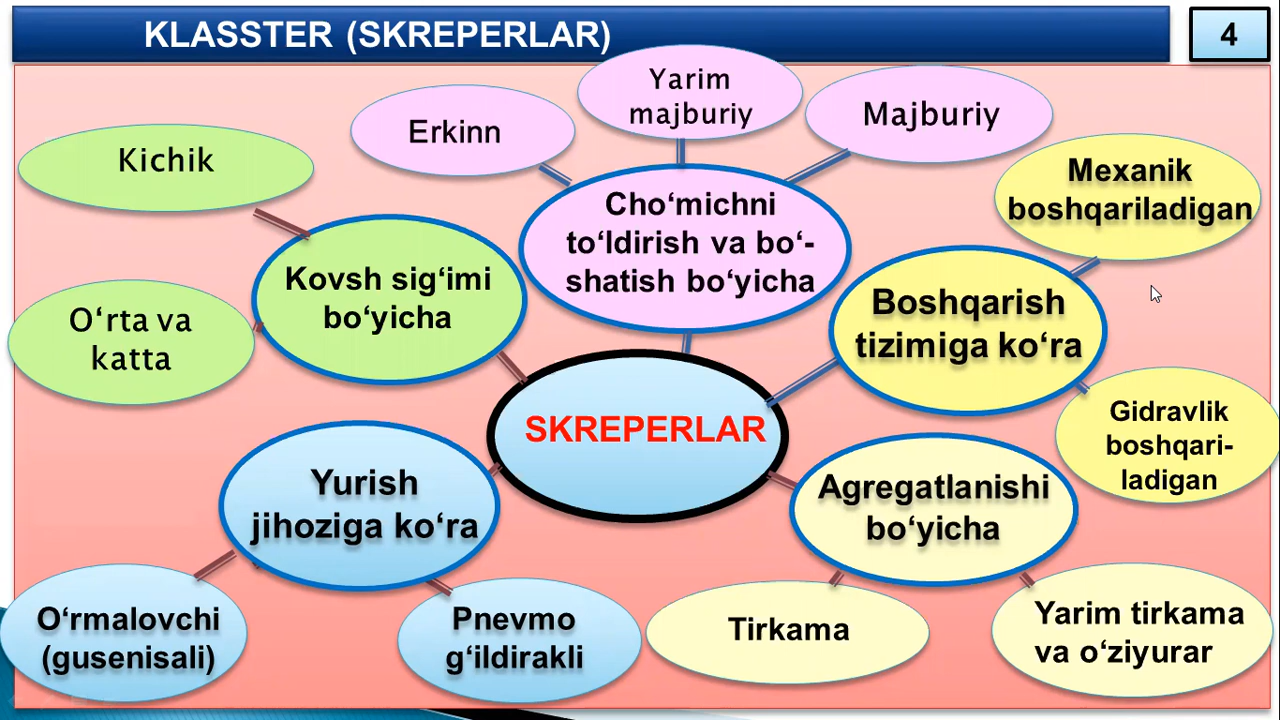 KLASSTER (SKREPERLAR)
4
Yarim
majburiy
Erkinn
Majburiy
Kichik
Mexanik
boshqariladigan
Cho‘michni
to‘ldirish va bo‘-
shatish bo‘yicha
Kovsh sig‘imi
bo‘yicha
Boshqarish
tizimiga ko‘ra
O‘rta va
katta
Gidravlik
boshqari-
ladigan
SKREPERLAR
Yurish
jihoziga ko‘ra
Agregatlanishi
bo‘yicha
O‘rmalovchi
(gusenisali)
Pnevmo
g‘ildirakli
Tirkama
Yarim tirkama
va o‘ziyurar